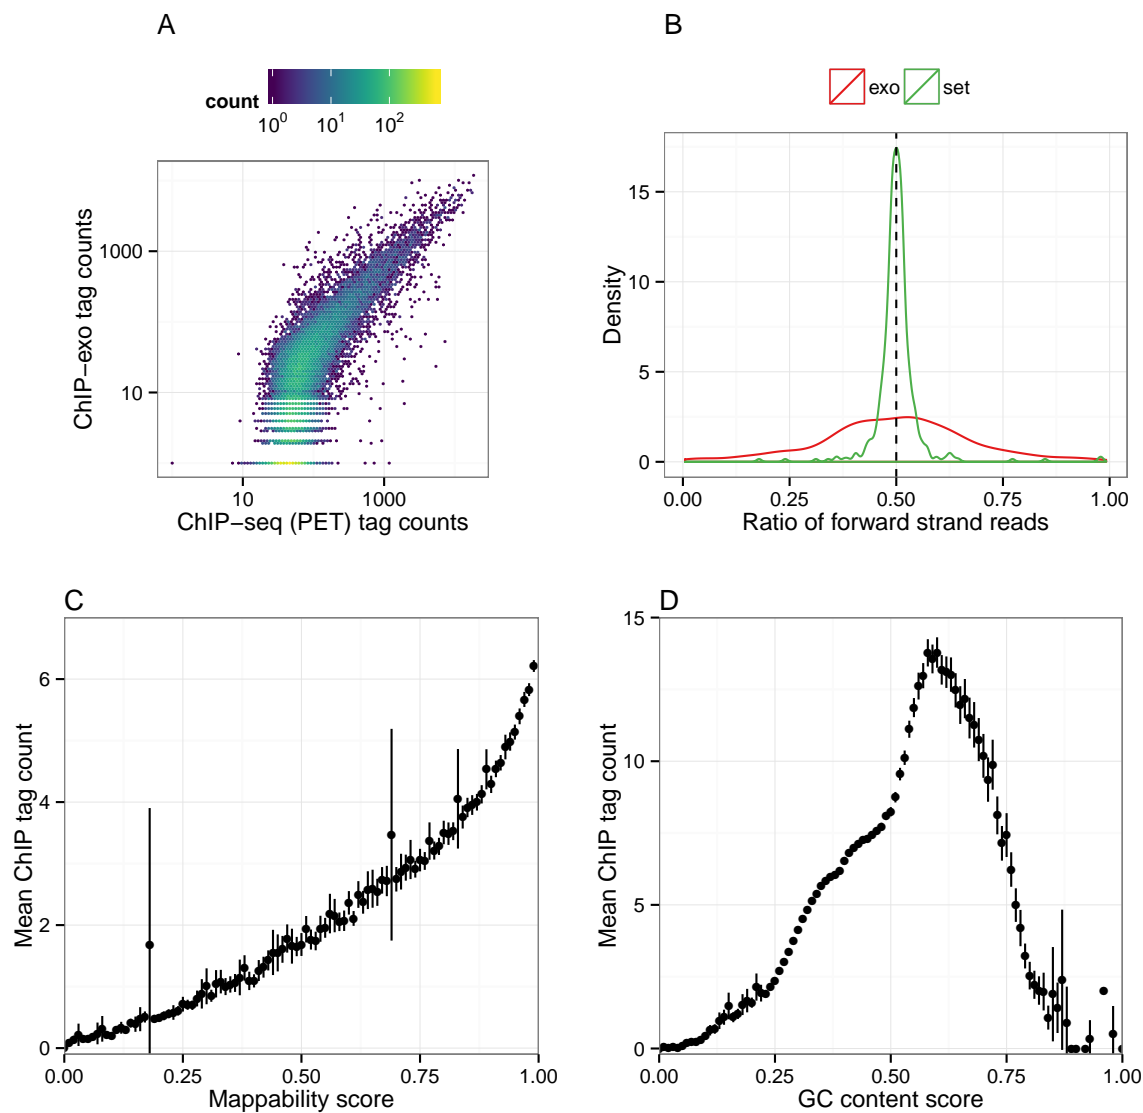 A
count
10^0 10^1 10^2
1000
10
ChIP−exo tag counts
10 1000
ChIP−seq (PET) tag counts
B
exo set
15
10
5
0
Density
0.00 0.25 0.50 0.75 1.00
Ratio of forward strand reads
C
6
4
2
0
Mean ChIP tag count
0.00 0.25 0.50 0.75 1.00
Mappability score
D
15
10
5
0
Mean ChIP tag count
0.00 0.25 0.50 0.75 1.00
GC content score